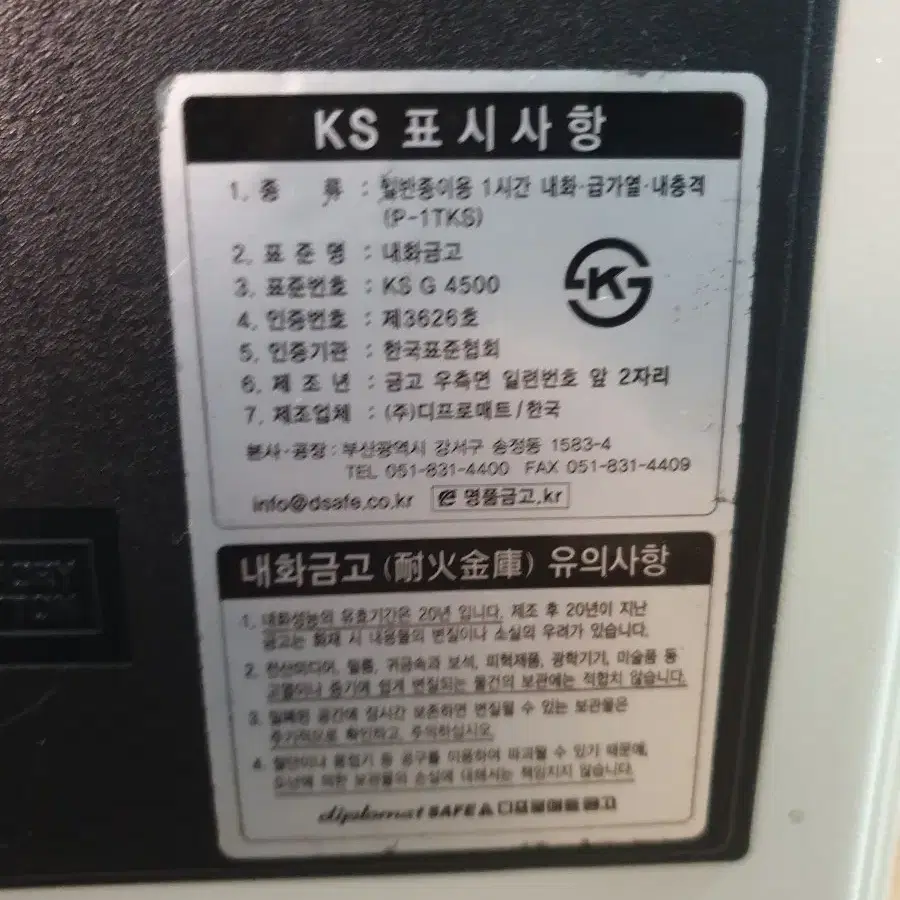 KS 표시사항
1. 종 류 : 일반종이용 1시간 내화·급가열·내충격
(P-1TKS)
2. 표 준 명 : 내화금고
3. 표준번호 : KS G 4500
4. 인증번호 : 제3626호
5. 인증기관 : 한국표준협회
6. 제 조 년 : 금고 우측면 일련번호 앞 2자리
7. 제조업체 : (주)디프로매트/한국
본사·공장 : 부산광역시 강서구 송정동 1583-4
TEL 051-831-4400 FAX 051-831-4409
info@dsafe.co.kr 명품금고.kr
내화금고 (耐火金庫) 유의사항
1. 내화성능의 유효기간은 20년 입니다. 제조 후 20년이 지난
금고는 화재 시 내용물의 변질이나 소실의 우려가 있습니다.
2. 전산미디어, 필름, 귀금속과 보석, 피혁제품, 광학기기, 미술품 등
고열이나 증기에 쉽게 변질되는 물건의 보관에는 적합치 않습니다.
3. 밀폐된 공간에 장시간 보존하면 변질될 수 있는 보관물은
주기적으로 확인하고, 주의하십시오.
4. 절단이나 용접기 등 공구를 이용하여 파괴될 수 있기 때문에,
도난에 의한 보관물의 손실에 대해서는 책임지지 않습니다.
diplomat SAFE 디프로매트금고